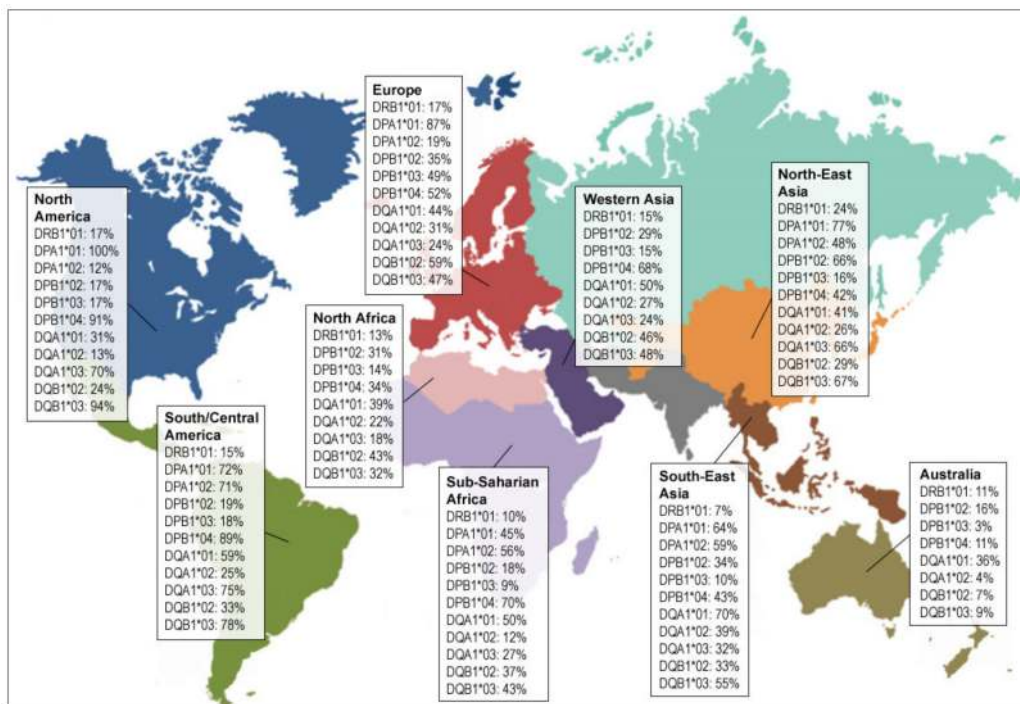 North
America
DRB1*01: 17%
DPA1*01: 100%
DPA1*02: 12%
DPB1*02: 17%
DPB1*03: 17%
DPB1*04: 91%
DQA1*01: 31%
DQA1*02: 13%
DQA1*03: 70%
DQB1*02: 24%
DQB1*03: 94%
Europe
DRB1*01: 17%
DPA1*01: 87%
DPA1*02: 19%
DPB1*02: 35%
DPB1*03: 49%
DPB1*04: 52%
DQA1*01: 44%
DQA1*02: 31%
DQA1*03: 24%
DQB1*02: 59%
DQB1*03: 47%
Western Asia
DRB1*01: 15%
DPB1*02: 29%
DPB1*03: 15%
DPB1*04: 68%
DQA1*01: 50%
DQA1*02: 27%
DQA1*03: 24%
DQB1*02: 46%
DQB1*03: 48%
North-East
Asia
DRB1*01: 24%
DPA1*01: 77%
DPA1*02: 48%
DPB1*02: 66%
DPB1*03: 16%
DPB1*04: 42%
DQA1*01: 41%
DQA1*02: 26%
DQA1*03: 66%
DQB1*02: 29%
DQB1*03: 67%
North Africa
DRB1*01: 13%
DPB1*02: 31%
DPB1*03: 14%
DPB1*04: 34%
DQA1*01: 39%
DQA1*02: 22%
DQA1*03: 18%
DQB1*02: 43%
DQB1*03: 32%
South/Central
America
DRB1*01: 15%
DPA1*01: 72%
DPA1*02: 71%
DPB1*02: 19%
DPB1*03: 18%
DPB1*04: 89%
DQA1*01: 59%
DQA1*02: 25%
DQA1*03: 75%
DQB1*02: 33%
DQB1*03: 78%
Sub-Saharian
Africa
DRB1*01: 10%
DPA1*01: 45%
DPA1*02: 56%
DPB1*02: 18%
DPB1*03: 9%
DPB1*04: 70%
DQA1*01: 50%
DQA1*02: 12%
DQA1*03: 27%
DQB1*02: 37%
DQB1*03: 43%
South-East
Asia
DRB1*01: 7%
DPA1*01: 64%
DPA1*02: 59%
DPB1*02: 34%
DPB1*03: 10%
DPB1*04: 43%
DQA1*01: 70%
DQA1*02: 39%
DQA1*03: 32%
DQB1*02: 33%
DQB1*03: 55%
Australia
DRB1*01: 11%
DPB1*02: 16%
DPB1*03: 3%
DPB1*04: 11%
DQA1*01: 36%
DQA1*02: 4%
DQB1*02: 7%
DQB1*03: 9%